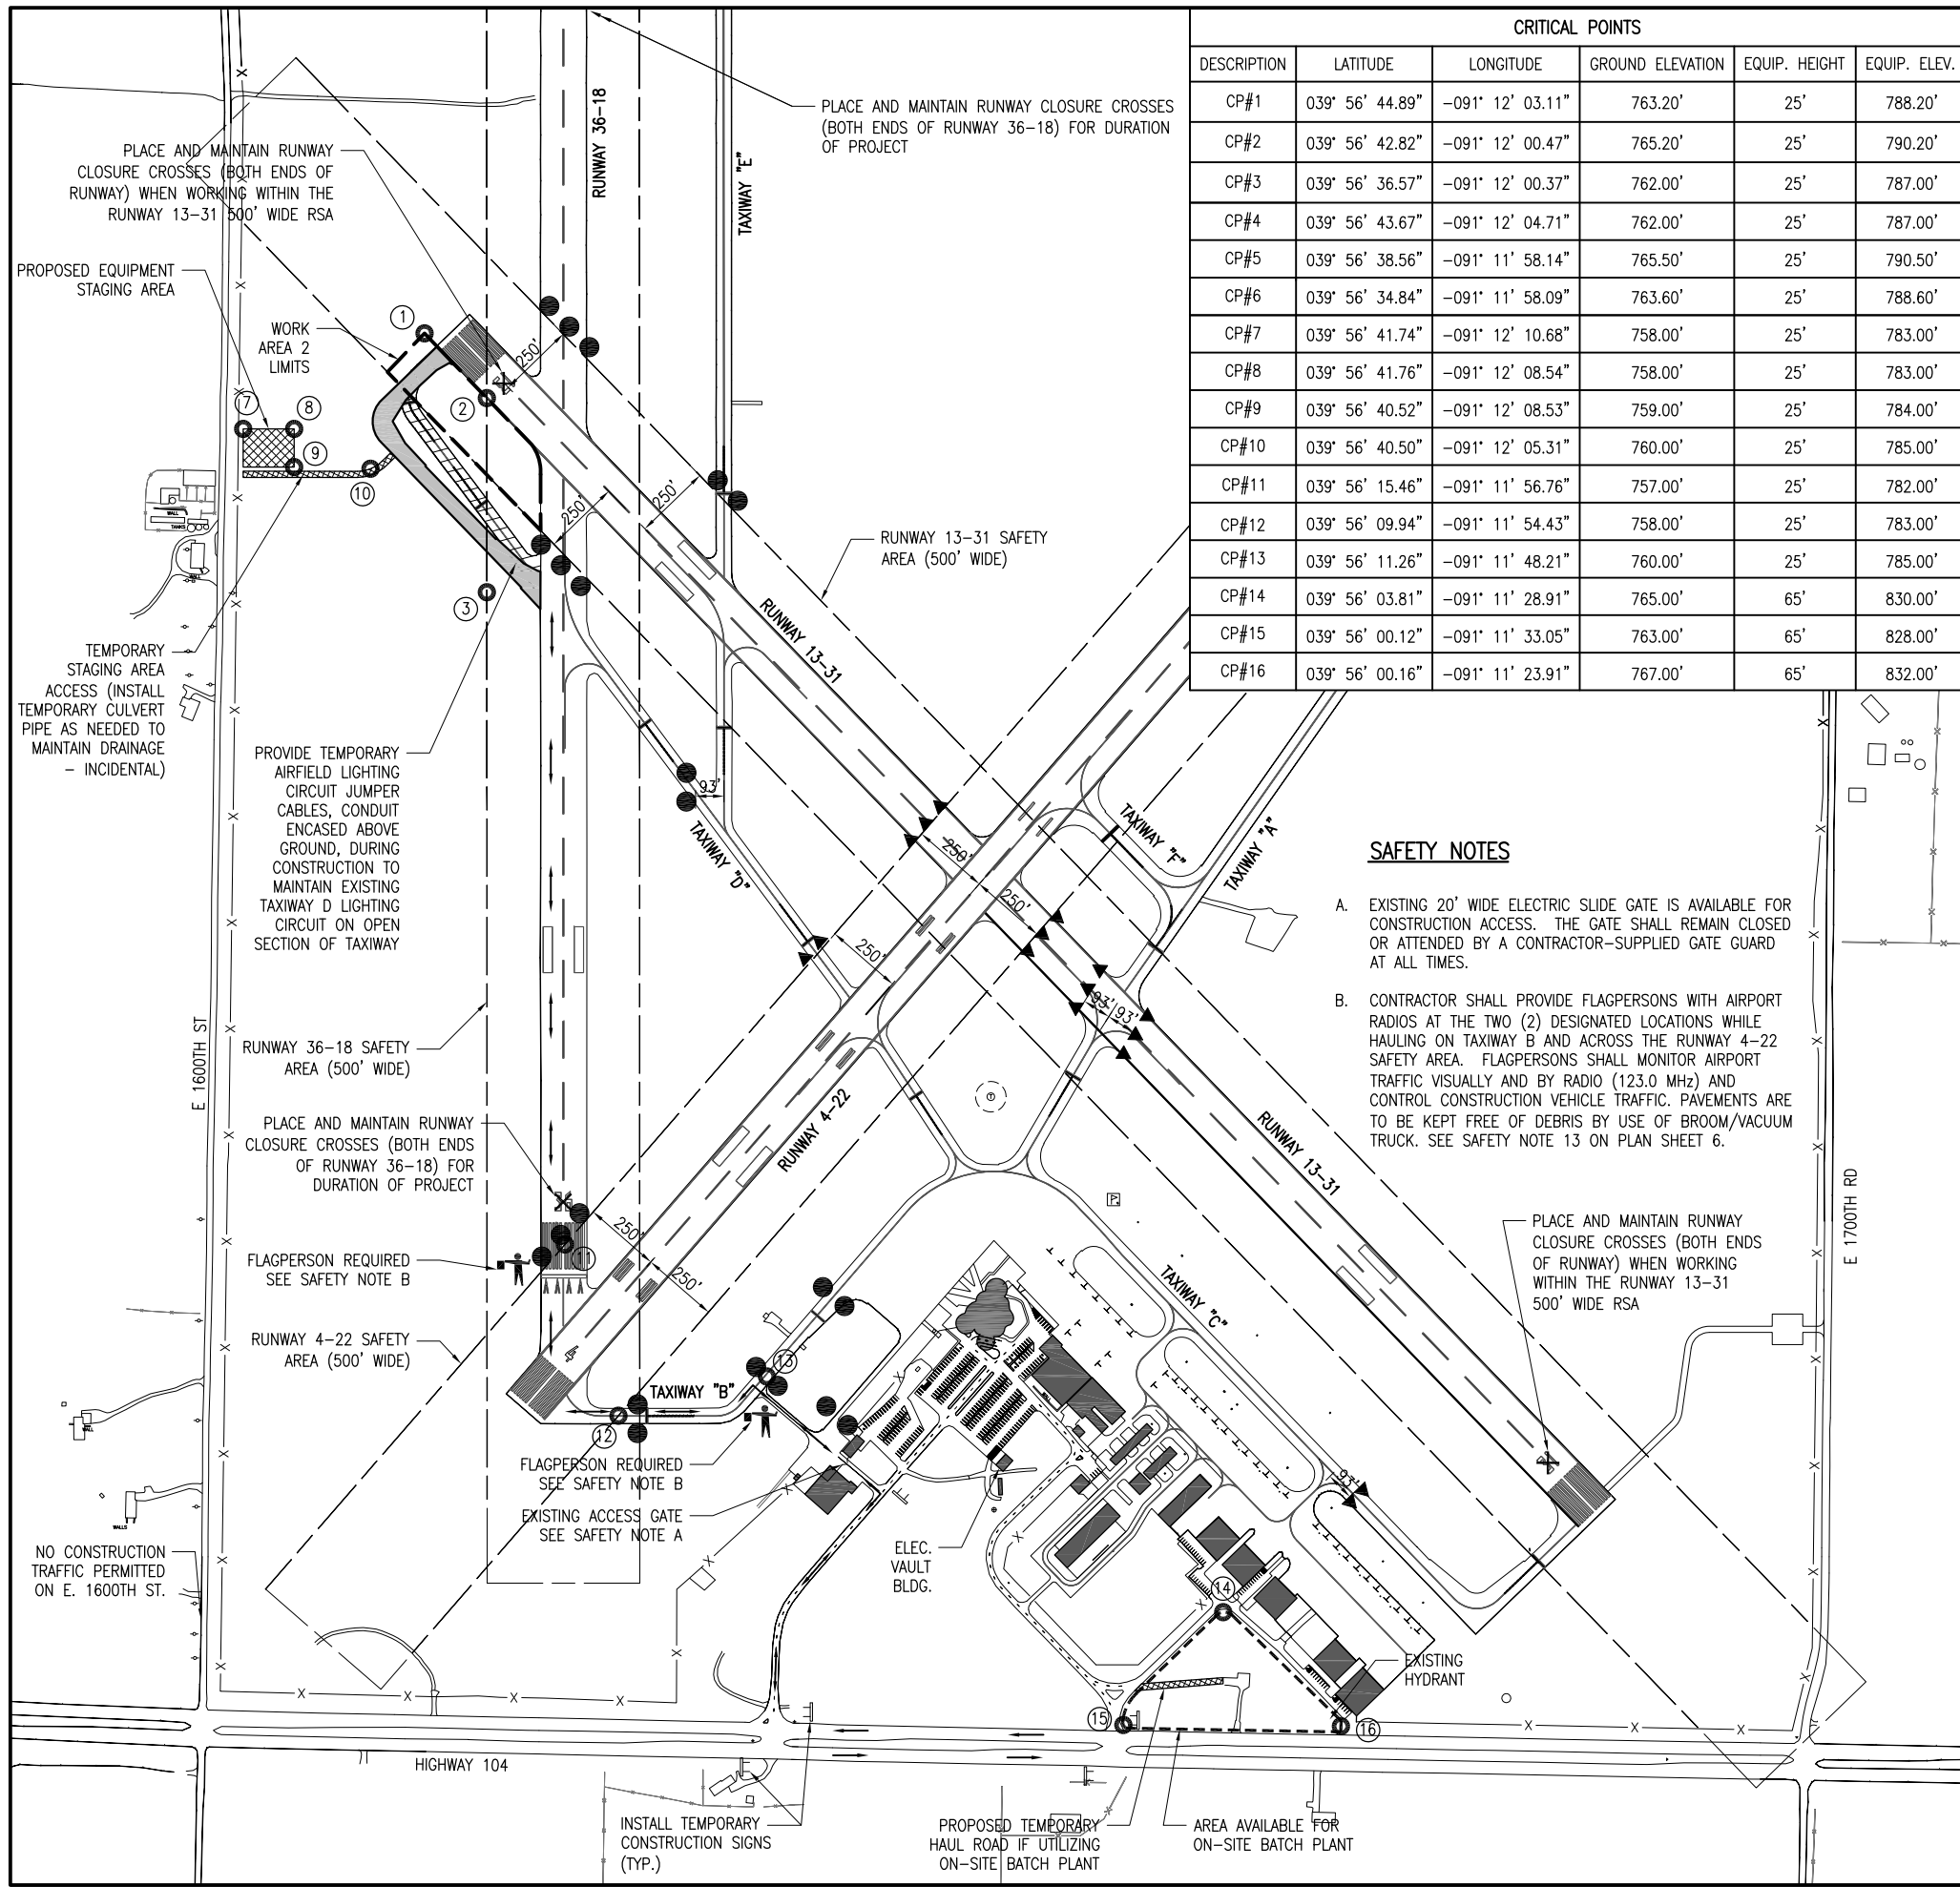 CRITICAL POINTS
DESCRIPTION LATITUDE LONGITUDE GROUND ELEVATION EQUIP. HEIGHT EQUIP. ELEV.
CP#1 039° 56' 44.89" -091° 12' 03.11" 763.20' 25' 788.20'
CP#2 039° 56' 42.82" -091° 12' 00.47" 765.20' 25' 790.20'
CP#3 039° 56' 36.57" -091° 12' 00.37" 762.00' 25' 787.00'
CP#4 039° 56' 43.67" -091° 12' 04.71" 762.00' 25' 787.00'
CP#5 039° 56' 38.56" -091° 11' 58.14" 765.50' 25' 790.50'
CP#6 039° 56' 34.84" -091° 11' 58.09" 763.60' 25' 788.60'
CP#7 039° 56' 41.74" -091° 12' 10.68" 758.00' 25' 783.00'
CP#8 039° 56' 41.76" -091° 12' 08.54" 758.00' 25' 783.00'
CP#9 039° 56' 40.52" -091° 12' 08.53" 759.00' 25' 784.00'
CP#10 039° 56' 40.50" -091° 12' 05.31" 760.00' 25' 785.00'
CP#11 039° 56' 15.46" -091° 11' 56.76" 757.00' 25' 782.00'
CP#12 039° 56' 09.94" -091° 11' 54.43" 758.00' 25' 783.00'
CP#13 039° 56' 11.26" -091° 11' 48.21" 760.00' 25' 785.00'
CP#14 039° 56' 03.81" -091° 11' 28.91" 765.00' 65' 830.00'
CP#15 039° 56' 00.12" -091° 11' 33.05" 763.00' 65' 828.00'
CP#16 039° 56' 00.16" -091° 11' 23.91" 767.00' 65' 832.00'
PLACE AND MAINTAIN RUNWAY CLOSURE CROSSES
(BOTH ENDS OF RUNWAY 36-18) FOR DURATION
OF PROJECT
RUNWAY 36-18
TAXIWAY "E"
PLACE AND MAINTAIN RUNWAY
CLOSURE CROSSES (BOTH ENDS OF
RUNWAY) WHEN WORKING WITHIN THE
RUNWAY 13-31 500' WIDE RSA
PROPOSED EQUIPMENT
STAGING AREA
WORK
AREA 2
LIMITS
1
2
3
7
8
9
10
250'
250'
250'
WALL
TANKS
RUNWAY 13-31 SAFETY
AREA (500' WIDE)
RUNWAY 13-31
TEMPORARY
STAGING AREA
ACCESS (INSTALL
TEMPORARY CULVERT
PIPE AS NEEDED TO
MAINTAIN DRAINAGE
- INCIDENTAL)
PROVIDE TEMPORARY
AIRFIELD LIGHTING
CIRCUIT JUMPER
CABLES, CONDUIT
ENCASED ABOVE
GROUND, DURING
CONSTRUCTION TO
MAINTAIN EXISTING
TAXIWAY D LIGHTING
CIRCUIT ON OPEN
SECTION OF TAXIWAY
93'
TAXIWAY "D"
250'
250'
250'
TAXIWAY "F"
TAXIWAY "A"
SAFETY NOTES
A. EXISTING 20' WIDE ELECTRIC SLIDE GATE IS AVAILABLE FOR
CONSTRUCTION ACCESS. THE GATE SHALL REMAIN CLOSED
OR ATTENDED BY A CONTRACTOR-SUPPLIED GATE GUARD
AT ALL TIMES.
B. CONTRACTOR SHALL PROVIDE FLAGPERSONS WITH AIRPORT
RADIOS AT THE TWO (2) DESIGNATED LOCATIONS WHILE
HAULING ON TAXIWAY B AND ACROSS THE RUNWAY 4-22
SAFETY AREA. FLAGPERSONS SHALL MONITOR AIRPORT
TRAFFIC VISUALLY AND BY RADIO (123.0 MHz) AND
CONTROL CONSTRUCTION VEHICLE TRAFFIC. PAVEMENTS ARE
TO BE KEPT FREE OF DEBRIS BY USE OF BROOM/VACUUM
TRUCK. SEE SAFETY NOTE 13 ON PLAN SHEET 6.
93'
93'
E 1600TH ST
RUNWAY 36-18 SAFETY
AREA (500' WIDE)
PLACE AND MAINTAIN RUNWAY
CLOSURE CROSSES (BOTH ENDS
OF RUNWAY 36-18) FOR
DURATION OF PROJECT
FLAGPERSON REQUIRED
SEE SAFETY NOTE B
RUNWAY 4-22 SAFETY
AREA (500' WIDE)
RUNWAY 4-22
RUNWAY 13-31
E 1700TH RD
PLACE AND MAINTAIN RUNWAY
CLOSURE CROSSES (BOTH ENDS
OF RUNWAY) WHEN WORKING
WITHIN THE RUNWAY 13-31
500' WIDE RSA
250'
250'
11
4
TAXIWAY "B"
12
13
TAXIWAY "C"
FLAGPERSON REQUIRED
SEE SAFETY NOTE B
EXISTING ACCESS GATE
SEE SAFETY NOTE A
ELEC.
VAULT
BLDG.
93'
WALL
WALLS
NO CONSTRUCTION
TRAFFIC PERMITTED
ON E. 1600TH ST.
14
15
16
EXISTING
HYDRANT
HIGHWAY 104
INSTALL TEMPORARY
CONSTRUCTION SIGNS
(TYP.)
PROPOSED TEMPORARY
HAUL ROAD IF UTILIZING
ON-SITE BATCH PLANT
AREA AVAILABLE FOR
ON-SITE BATCH PLANT